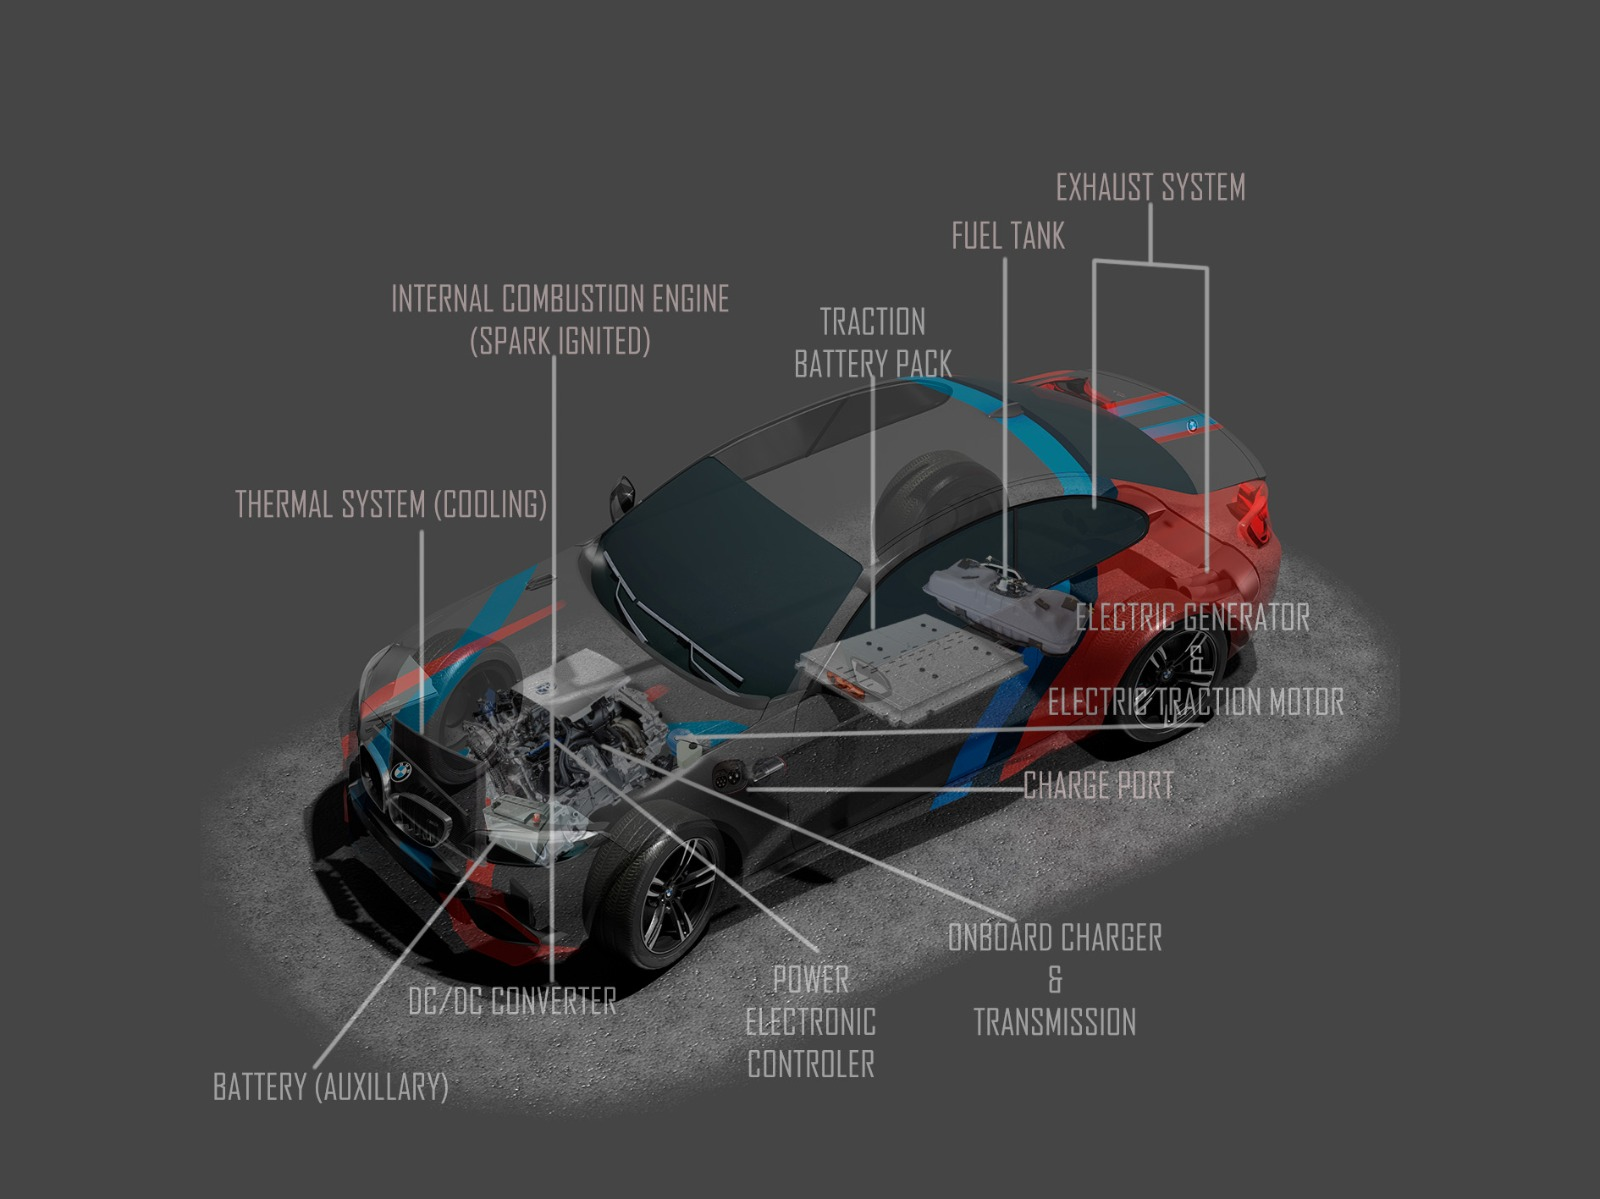 EXHAUST SYSTEM
FUEL TANK
INTERNAL COMBUSTION ENGINE
(SPARK IGNITED)
TRACTION
BATTERY PACK
THERMAL SYSTEM (COOLING)
ELECTRIC GENERATOR
&
ELECTRIC TRACTION MOTOR
CHARGE PORT
ONBOARD CHARGER
&
TRANSMISSION
POWER
ELECTRONIC
CONTROLER
DC/DC CONVERTER
BATTERY (AUXILLARY)